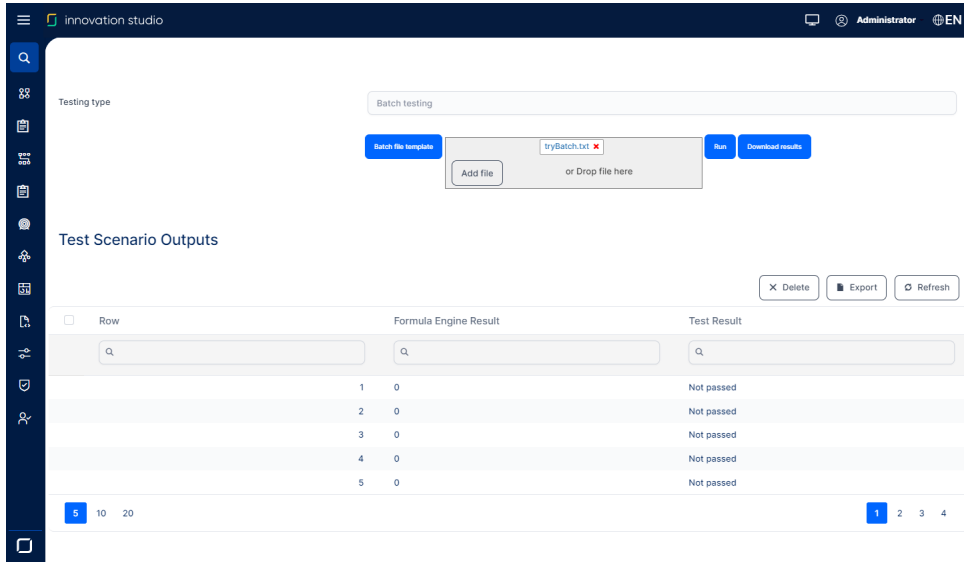 innovation studio
Administrator
EN
Testing type
Batch testing
Batch file template
tryBatch.txt
Add file
or Drop file here
Run
Download results
Test Scenario Outputs
Delete
Export
Refresh
Row
Formula Engine Result
Test Result
1 0 Not passed
2 0 Not passed
3 0 Not passed
4 0 Not passed
5 0 Not passed
5 10 20
1 2 3 4